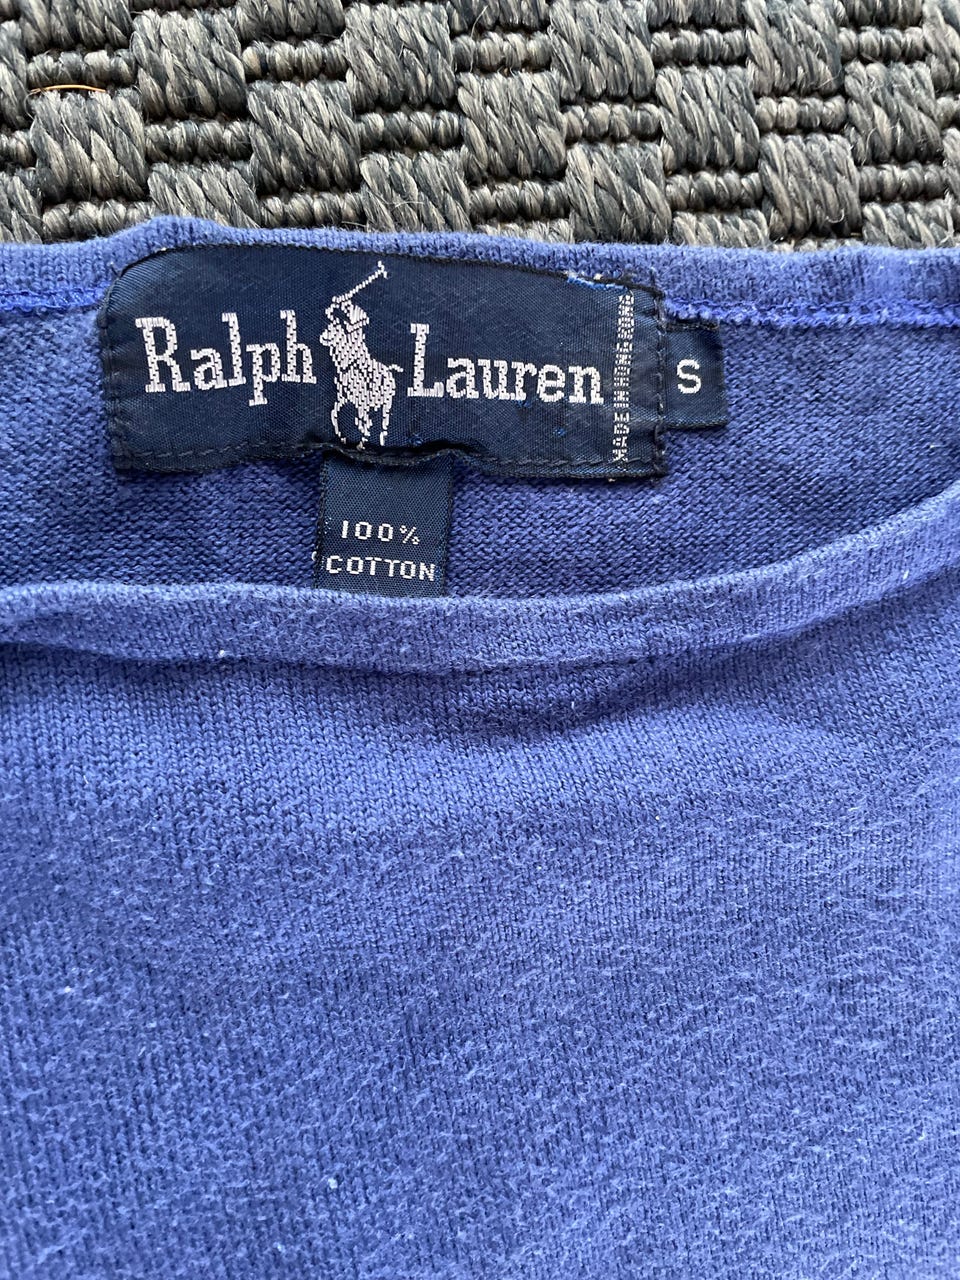 Ralph Lauren
MADE IN HONG KONG
S
100%
COTTON